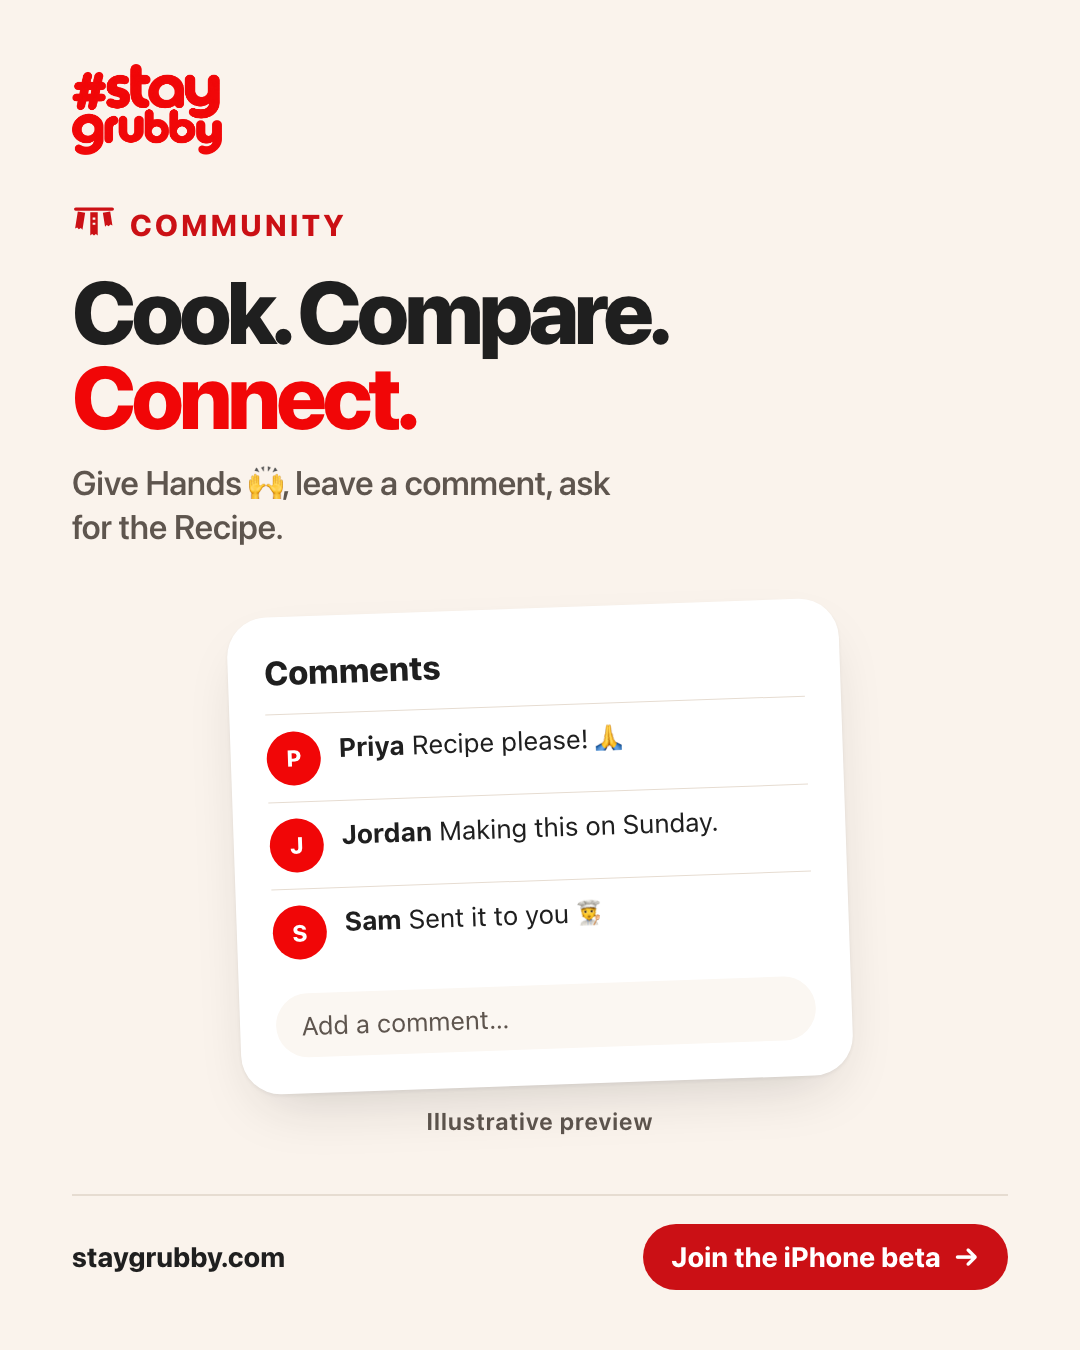 #stay
grubby
COMMUNITY
Cook. Compare.
Connect.
Give Hands 🙌, leave a comment, ask
for the Recipe.
Comments
P
Priya Recipe please! 🙏
J
Jordan Making this on Sunday.
S
Sam Sent it to you 🧑‍🍳
Add a comment...
Illustrative preview
staygrubby.com
Join the iPhone beta →